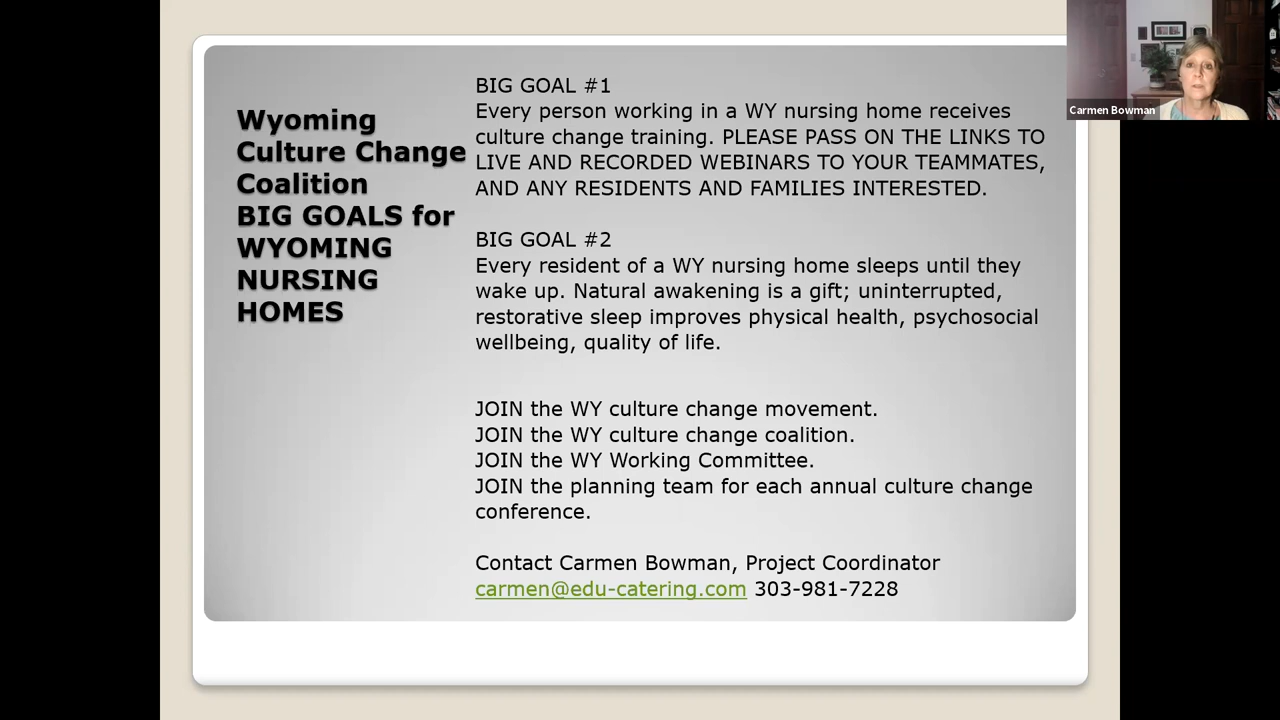 Wyoming
Culture Change
Coalition
BIG GOALS for
WYOMING
NURSING
HOMES
BIG GOAL #1
Every person working in a WY nursing home receives
culture change training. PLEASE PASS ON THE LINKS TO
LIVE AND RECORDED WEBINARS TO YOUR TEAMMATES,
AND ANY RESIDENTS AND FAMILIES INTERESTED.
BIG GOAL #2
Every resident of a WY nursing home sleeps until they
wake up. Natural awakening is a gift; uninterrupted,
restorative sleep improves physical health, psychosocial
wellbeing, quality of life.
JOIN the WY culture change movement.
JOIN the WY culture change coalition.
JOIN the WY Working Committee.
JOIN the planning team for each annual culture change
conference.
Contact Carmen Bowman, Project Coordinator
carmen@edu-catering.com 303-981-7228
Carmen Bowman